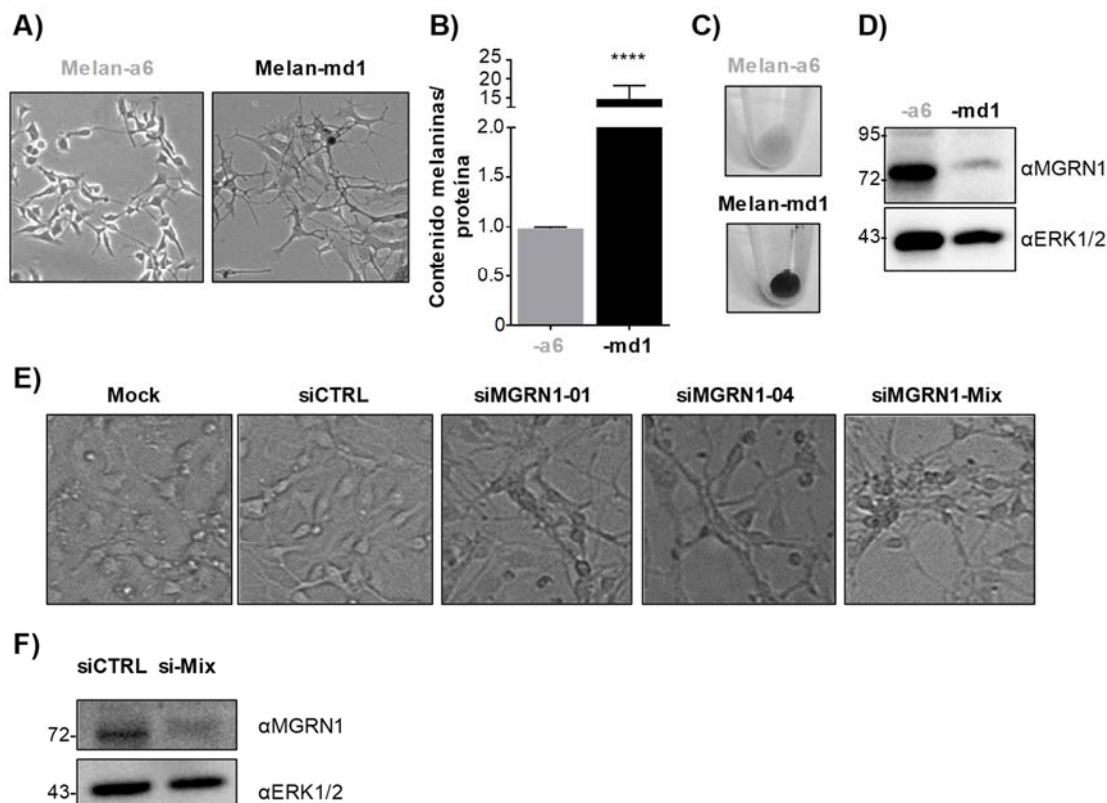 A)
Melan-a6 Melan-md1
B)
Contenido melaninas/
proteína
25
20
15
2.0
1.5
1.0
0.5
0
****
-a6 -md1
C)
Melan-a6
Melan-md1
D)
-a6 -md1
95-
72-
αMGRN1
43-
αERK1/2
E)
Mock siCTRL siMGRN1-01 siMGRN1-04 siMGRN1-Mix
F)
siCTRL si-Mix
72-
αMGRN1
43-
αERK1/2